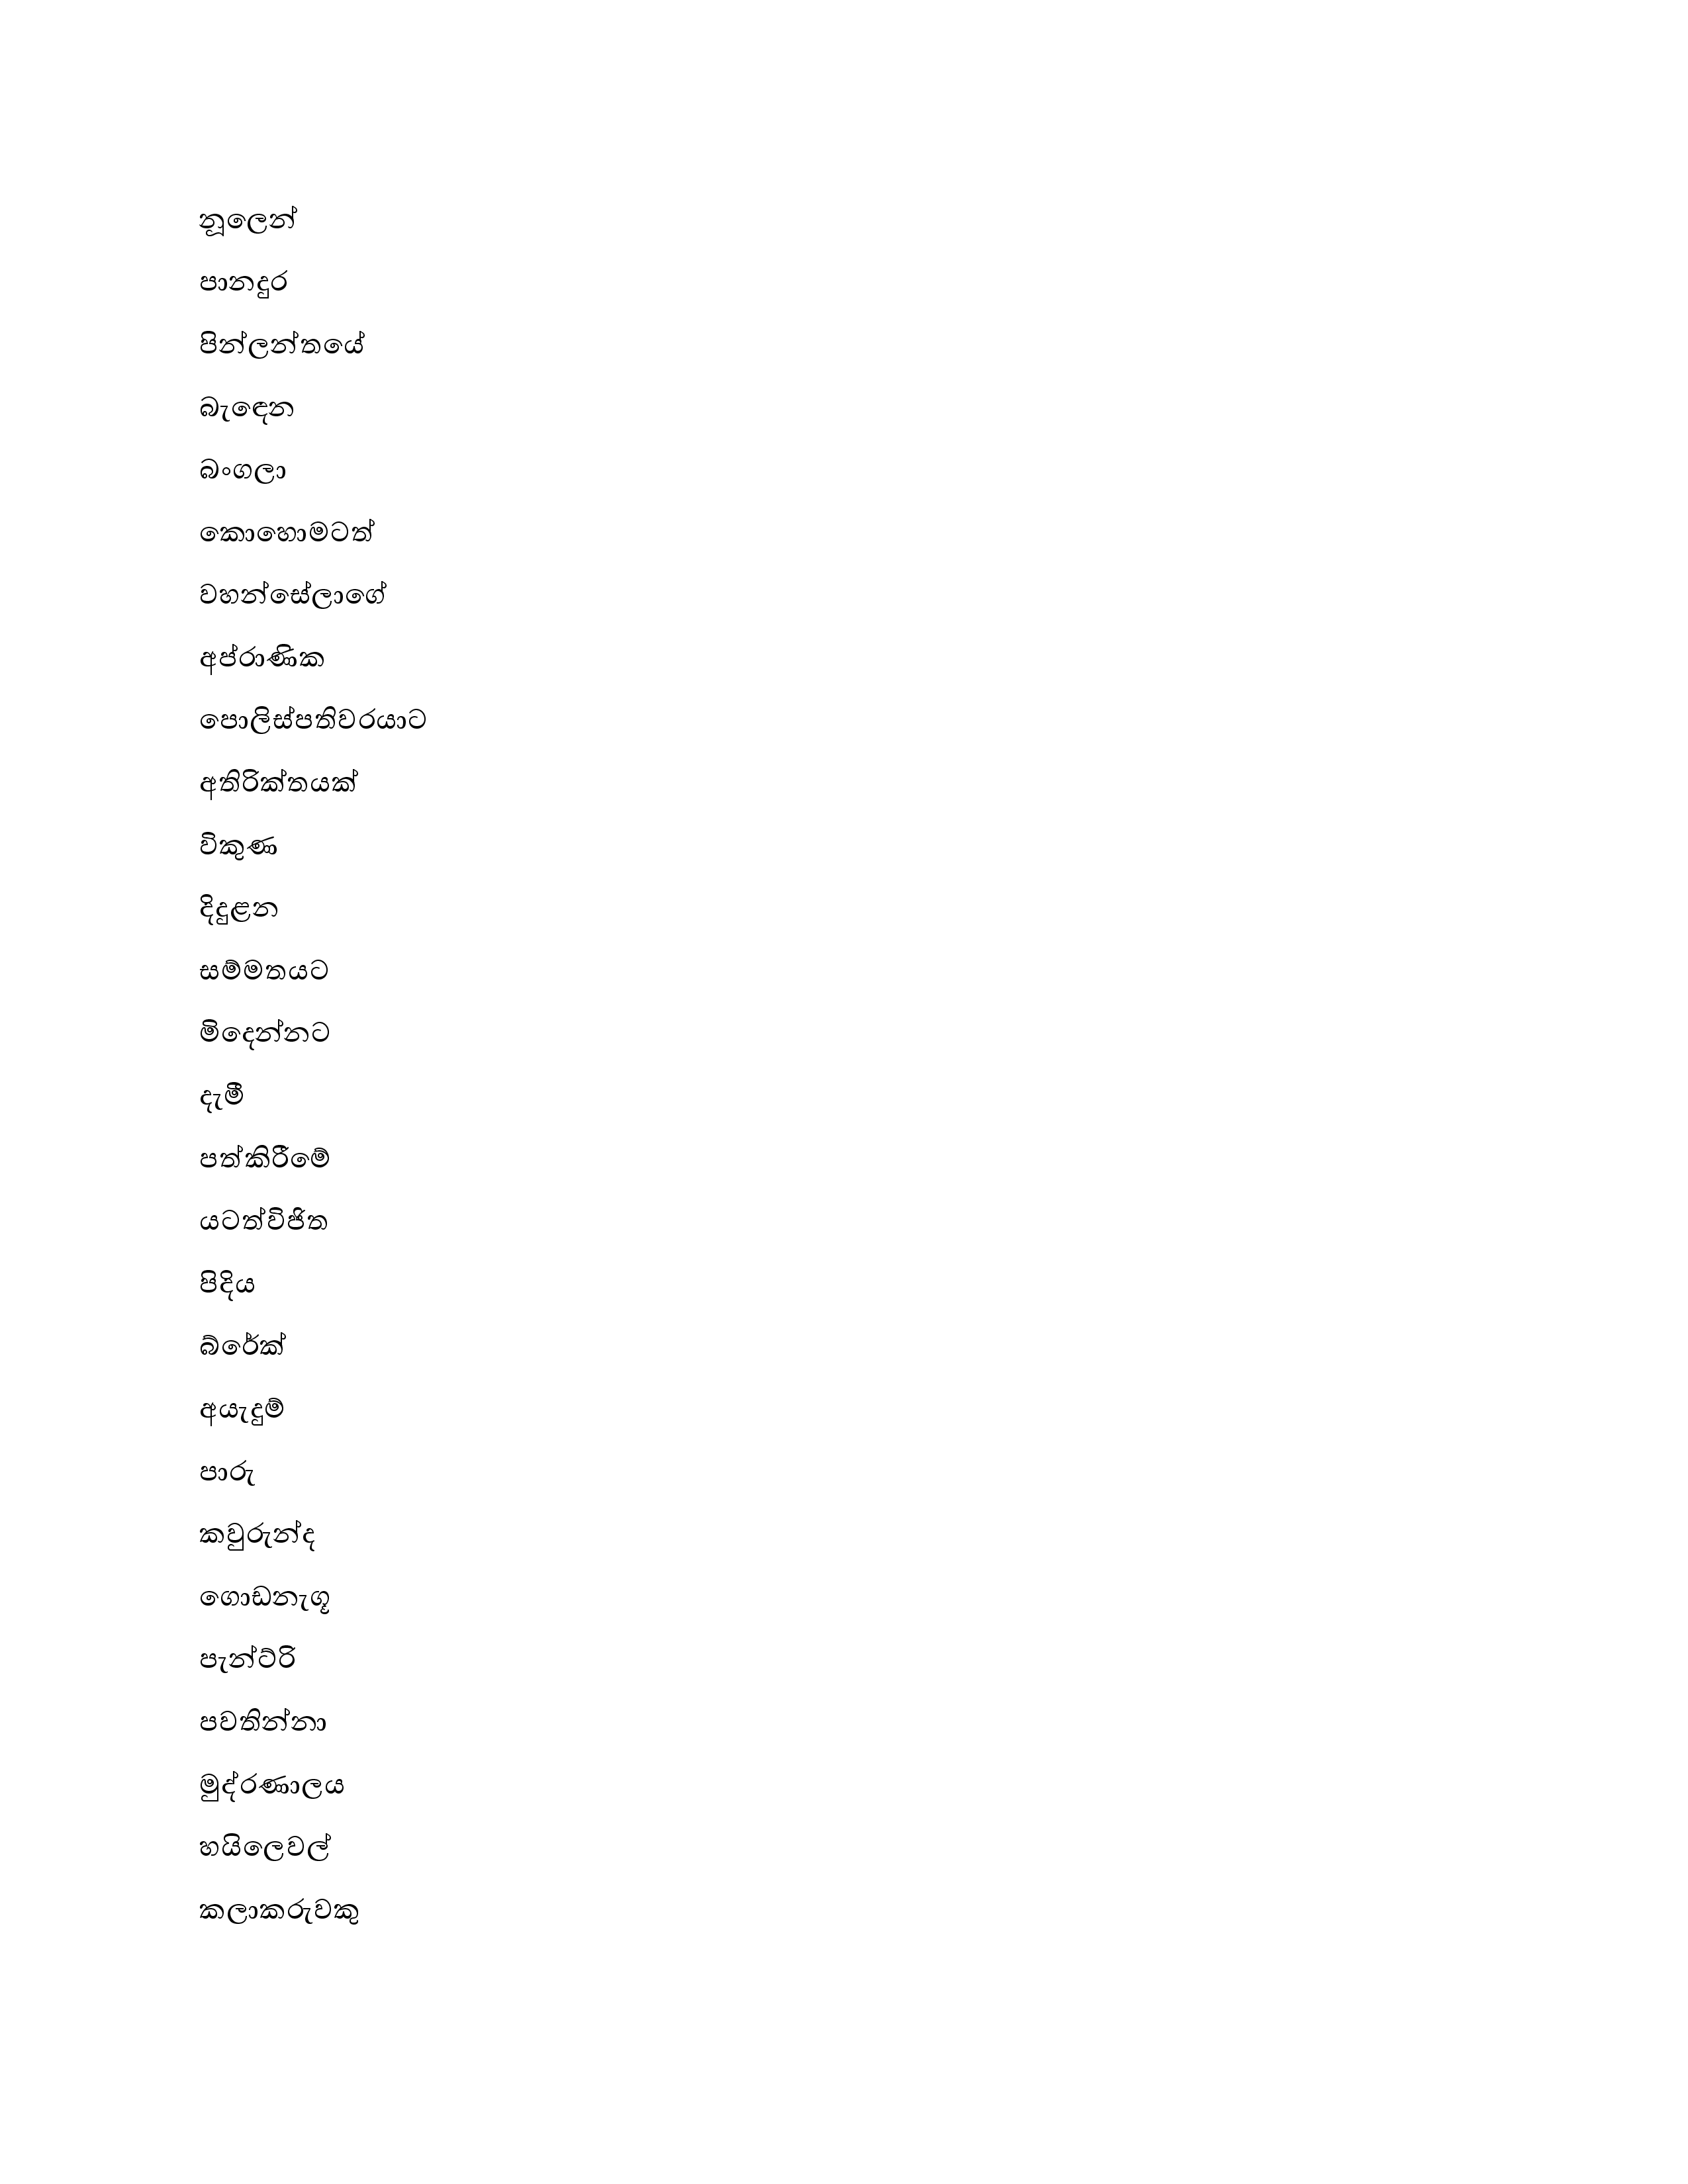 නූලෙන්
පානදුර
පින්ලන්තයේ
බැඳෙන
බංගලා
කොහොමටත්
වහන්සේලාගේ
අප්රාණික
පොලිස්පතිවරයාට
අතිරික්තයක්
විකුණ
දිදුළන
සම්මතයට
මිදෙන්නට
දැමී
පත්කිරීමේ
යටත්විජිත
පිදිය
බ්රේක්
අයැදුම්
පාරු
කවුරුන්ද
ගොඩනැගූ
පැන්ට්රි
පවතින්නා
මුද්රණාලය
හයිලෙවල්
කලාකරුවකු